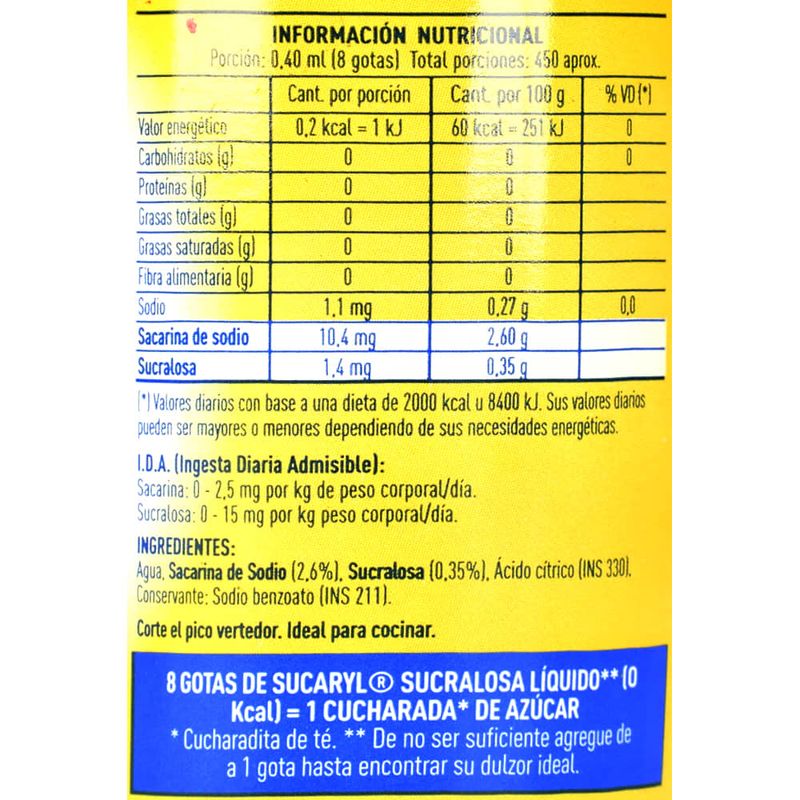 INFORMACIÓN NUTRICIONAL
Porción: 0,40 ml (8 gotas) Total porciones: 450 aprox.
Cant. por porción Cant. por 100 g % VD (*)
Valor energético 0,2 kcal = 1 kJ 60 kcal = 251 kJ 0
Carbohidratos (g) 0 0 0
Proteínas (g) 0 0
Grasas totales (g) 0 0
Grasas saturadas (g) 0 0
Fibra alimentaria (g) 0 0
Sodio 1,1 mg 0,27 g 0,0
Sacarina de sodio 10,4 mg 2,60 g
Sucralosa 1,4 mg 0,35 g
(*) Valores diarios con base a una dieta de 2000 kcal u 8400 kJ. Sus valores diarios
pueden ser mayores o menores dependiendo de sus necesidades energéticas.
I.D.A. (Ingesta Diaria Admisible):
Sacarina: 0 - 2,5 mg por kg de peso corporal/día.
Sucralosa: 0 - 15 mg por kg peso corporal/día.
INGREDIENTES:
Agua, Sacarina de Sodio (2,6%), Sucralosa (0,35%), Ácido cítrico (INS 330).
Conservante: Sodio benzoato (INS 211).
Corte el pico vertedor. Ideal para cocinar.
8 GOTAS DE SUCARYL® SUCRALOSA LÍQUIDO** (0
Kcal) = 1 CUCHARADA* DE AZÚCAR
* Cucharadita de té. ** De no ser suficiente agregue de
a 1 gota hasta encontrar su dulzor ideal.